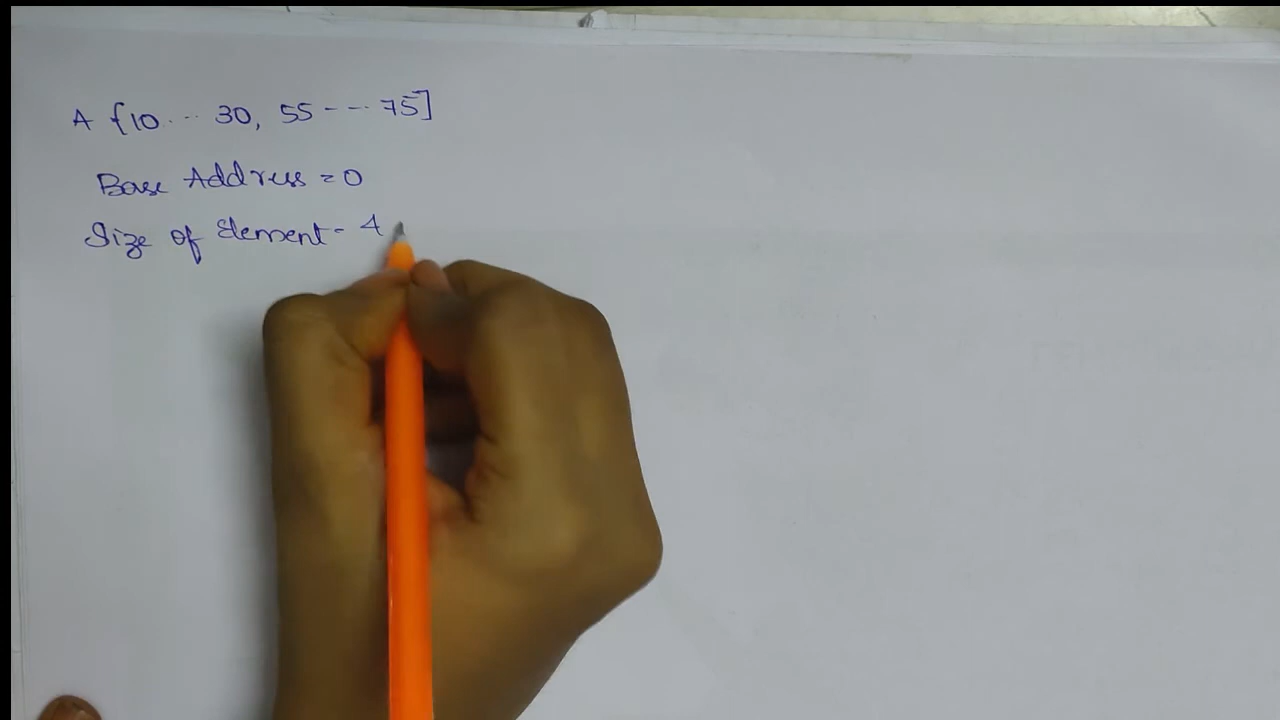 A {10 ... 30, 55 --- 75]
Base Address = 0
Size of Element - 4